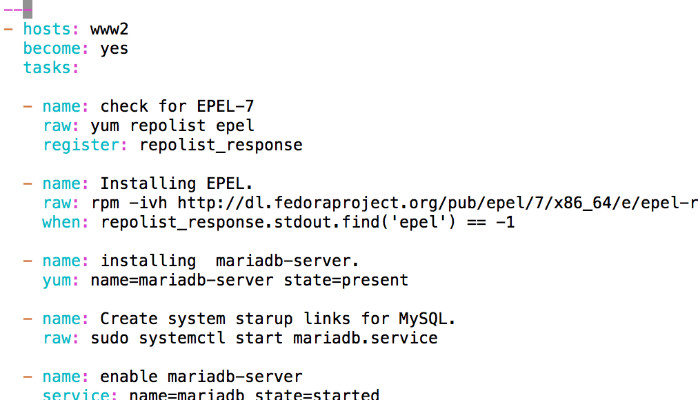 ---
- hosts: www2
  become: yes
  tasks:

  - name: check for EPEL-7
    raw: yum repolist epel
    register: repolist_response

  - name: Installing EPEL.
    raw: rpm -ivh http://dl.fedoraproject.org/pub/epel/7/x86_64/e/epel-r
    when: repolist_response.stdout.find('epel') == -1

  - name: installing  mariadb-server.
    yum: name=mariadb-server state=present

  - name: Create system starup links for MySQL.
    raw: sudo systemctl start mariadb.service

  - name: enable mariadb-server
    service: name=mariadb state=started